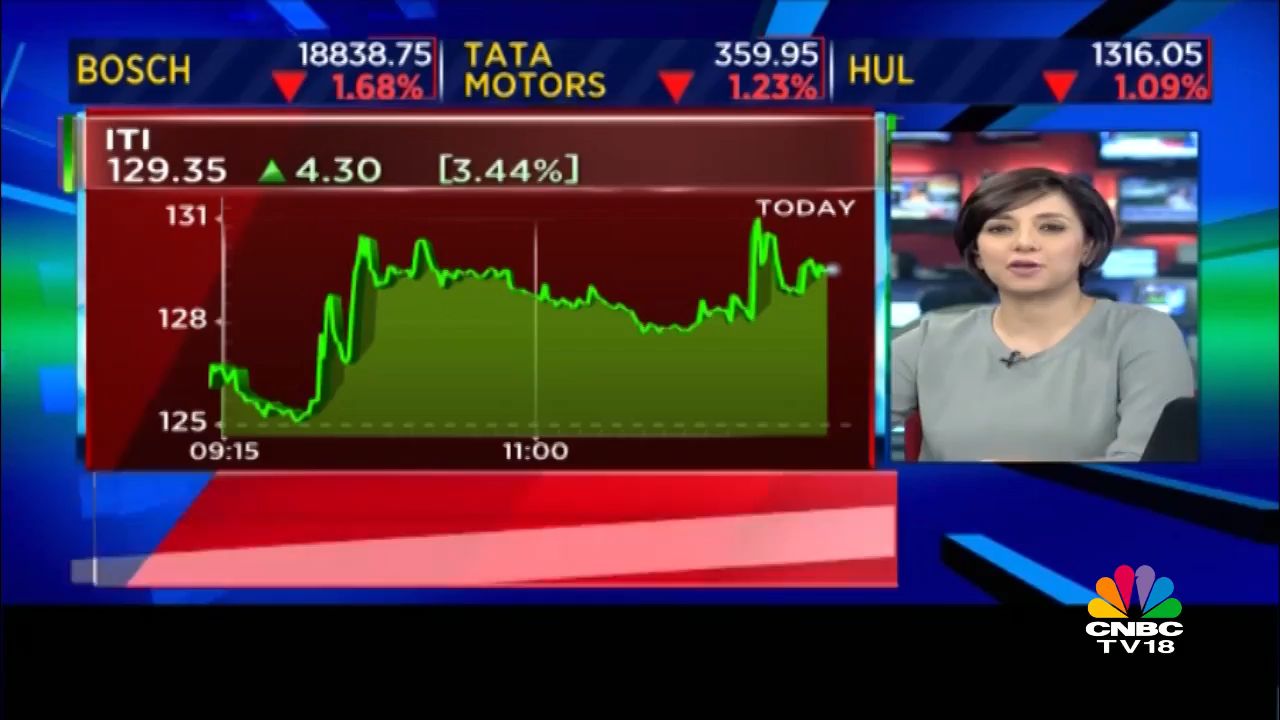 BOSCH 18838.75
▼ 1.68%
TATA MOTORS 359.95
▼ 1.23%
HUL 1316.05
▼ 1.09%
ITI
129.35 ▲ 4.30 [3.44%]
TODAY
131
128
125
09:15 11:00
CNBC
TV18